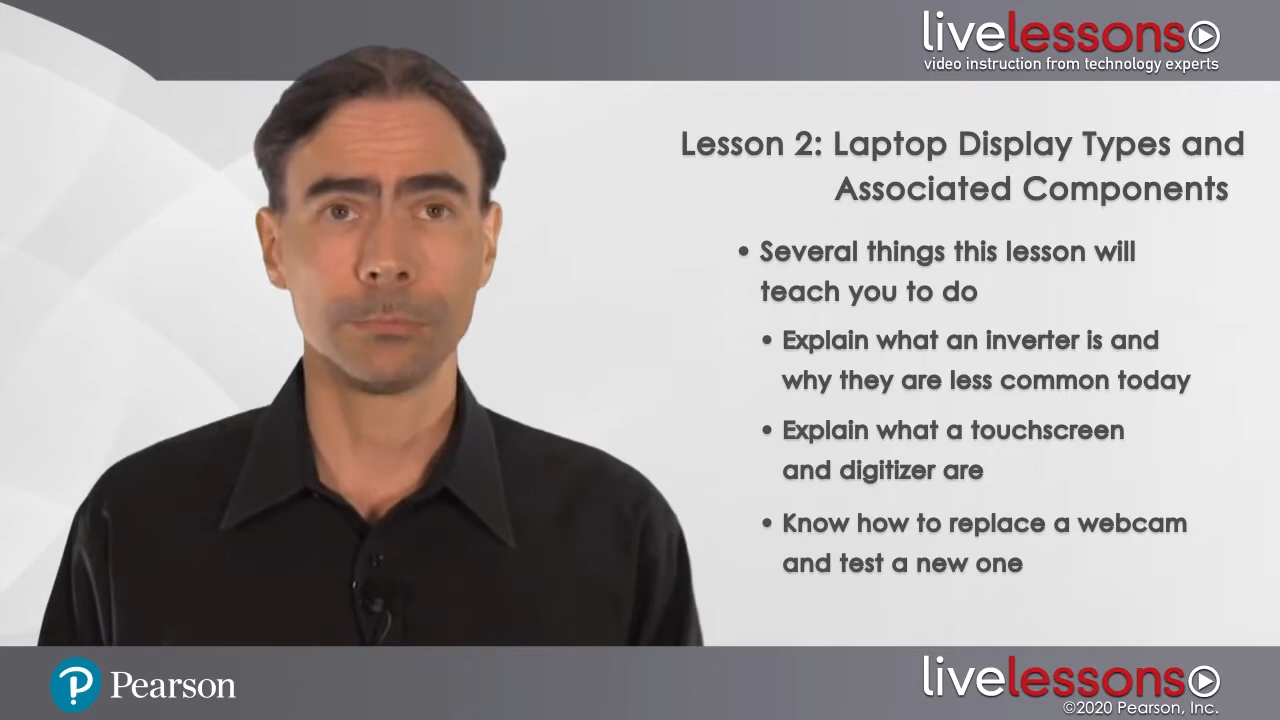 livelessons
video instruction from technology experts
Lesson 2: Laptop Display Types and
Associated Components
• Several things this lesson will
teach you to do
• Explain what an inverter is and
why they are less common today
• Explain what a touchscreen
and digitizer are
• Know how to replace a webcam
and test a new one
Pearson
livelessons
©2020 Pearson, Inc.